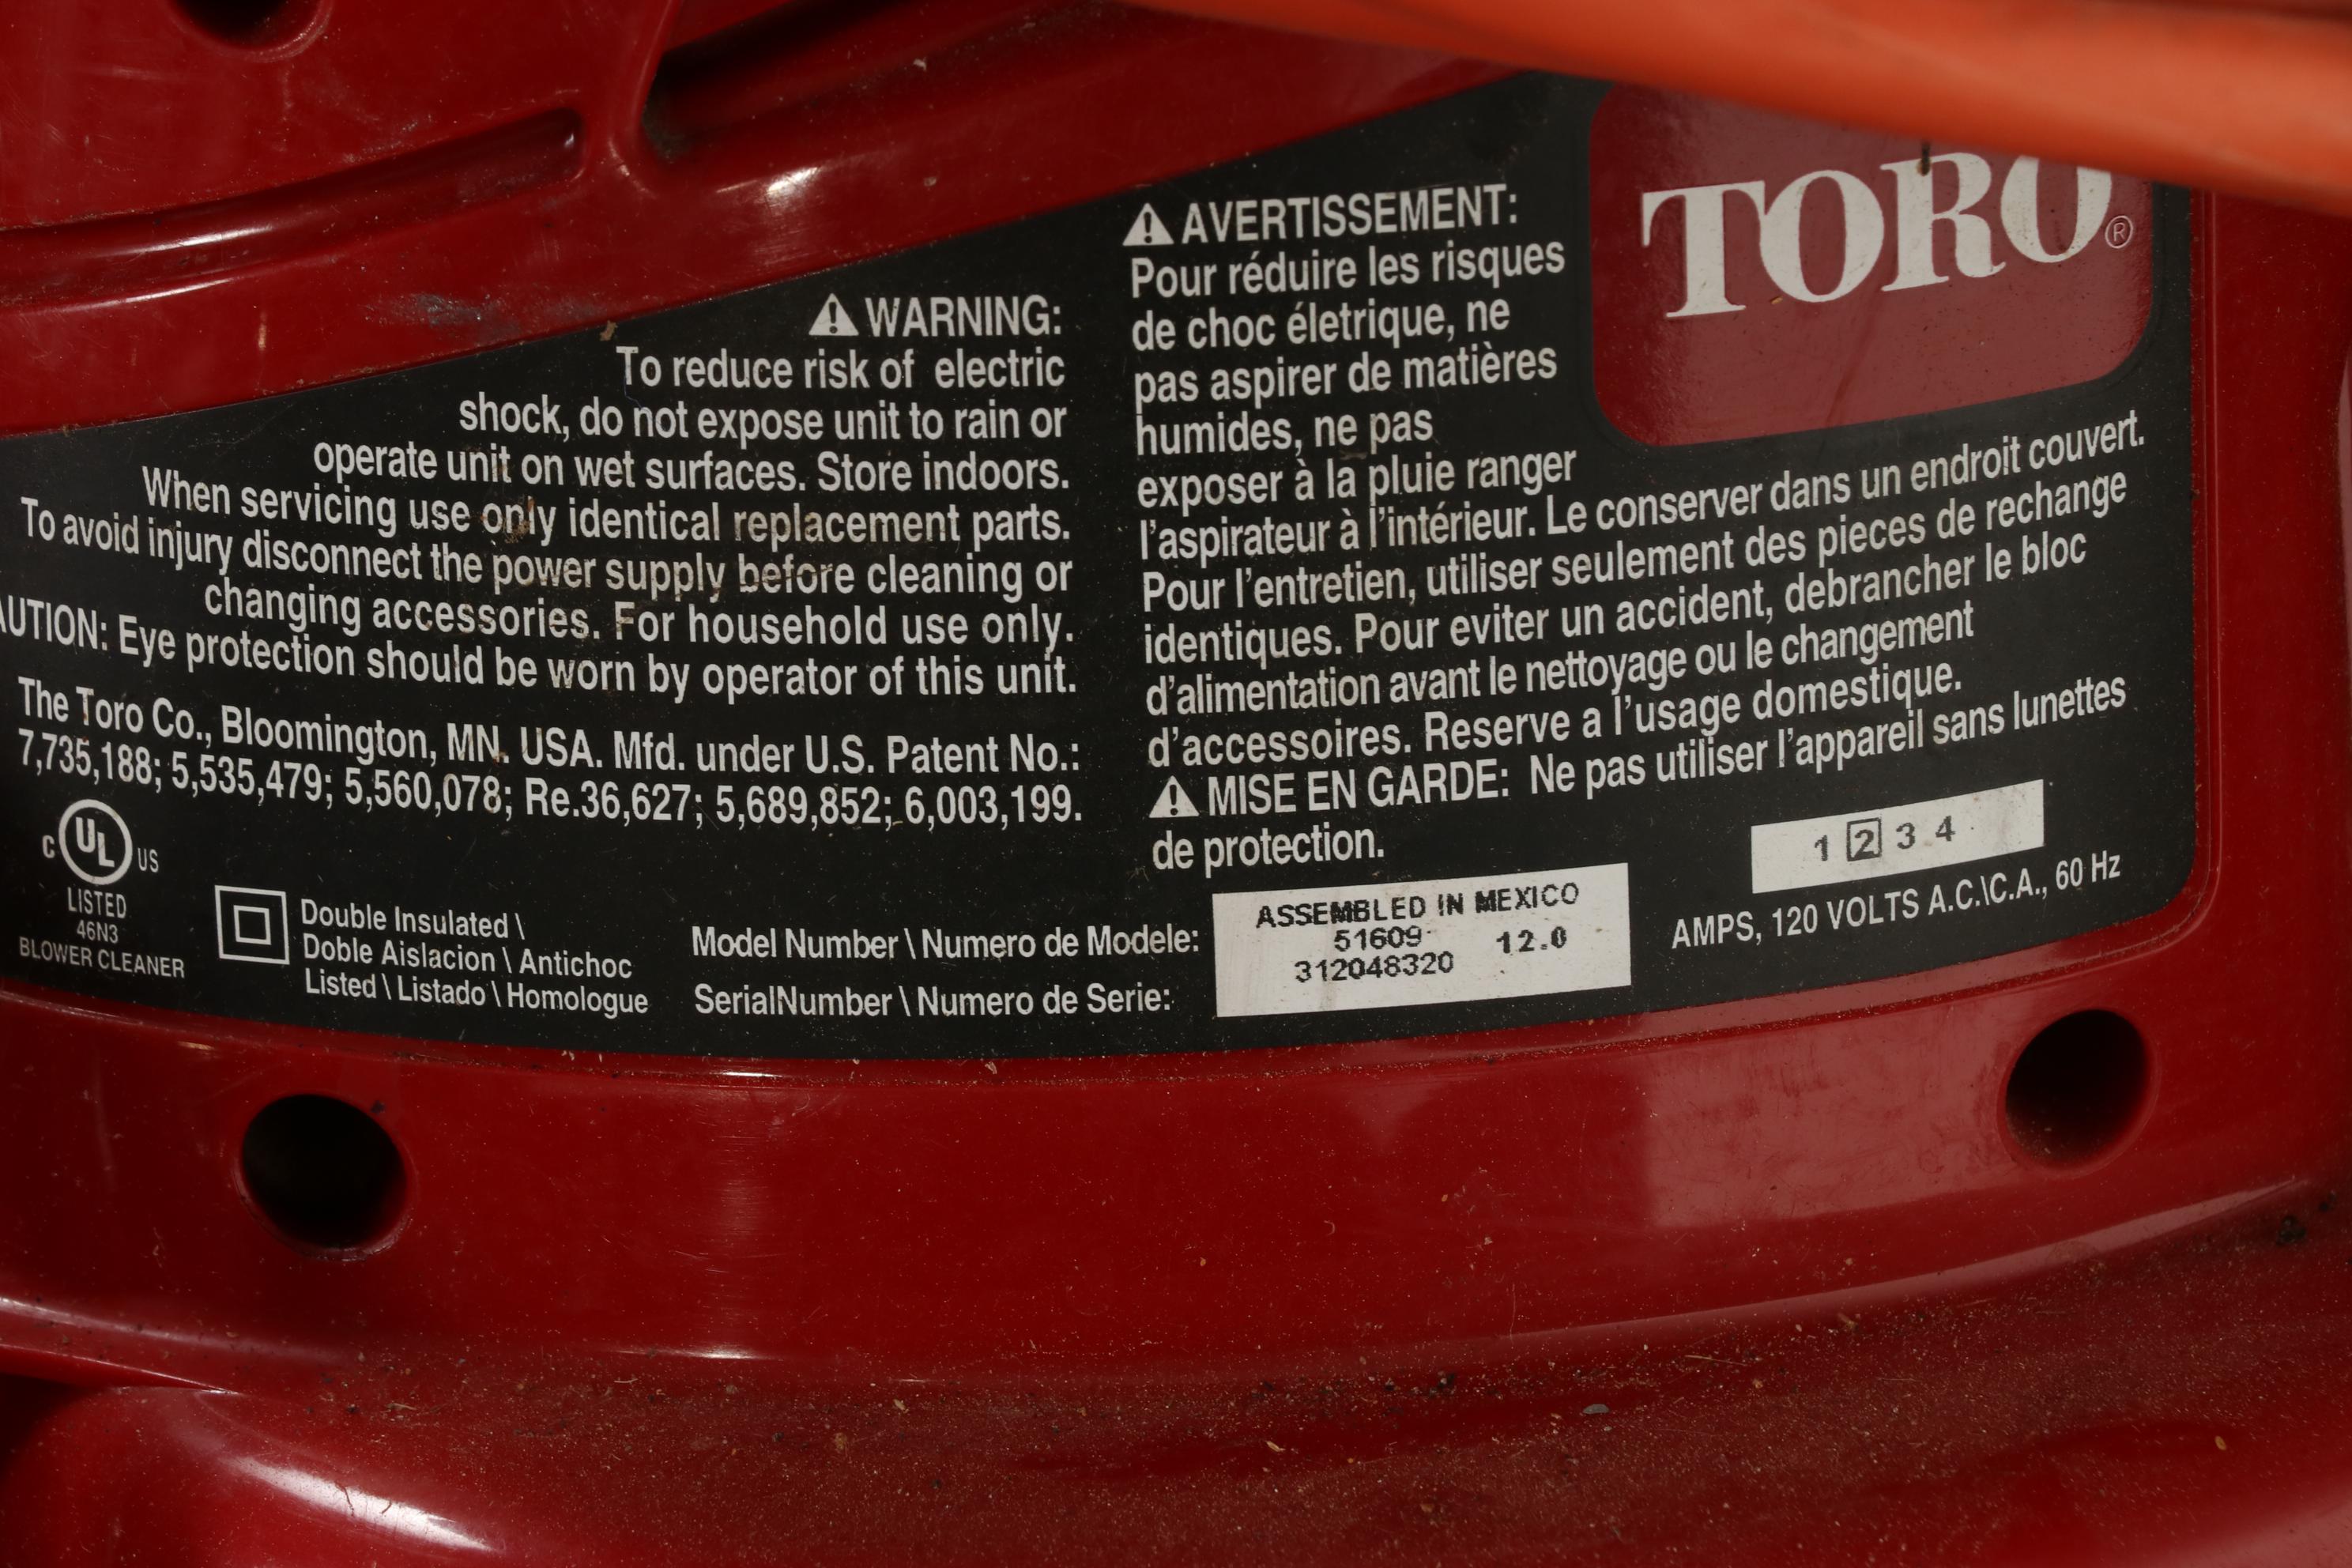 TORO®
WARNING:
To reduce risk of electric
shock, do not expose unit to rain or
operate unit on wet surfaces. Store indoors.
When servicing use only identical replacement parts.
To avoid injury disconnect the power supply before cleaning or
changing accessories. For household use only.
AUTION: Eye protection should be worn by operator of this unit.
The Toro Co., Bloomington, MN. USA. Mfd. under U.S. Patent No.:
7,735,188; 5,535,479; 5,560,078; Re.36,627; 5,689,852; 6,003,199.
AVERTISSEMENT:
Pour réduire les risques
de choc életrique, ne
pas aspirer de matières
humides, ne pas
exposer à la pluie ranger
l'aspirateur à l'intérieur. Le conserver dans un endroit couvert.
Pour l'entretien, utiliser seulement des pieces de rechange
identiques. Pour eviter un accident, debrancher le bloc
d'alimentation avant le nettoyage ou le changement
d'accessoires. Reserve a l'usage domestique.
MISE EN GARDE: Ne pas utiliser l'appareil sans lunettes
de protection.
C UL US
LISTED
46N3
BLOWER CLEANER
Double Insulated \
Doble Aislacion \ Antichoc
Listed \ Listado \ Homologue
Model Number \ Numero de Modele:
SerialNumber \ Numero de Serie:
ASSEMBLED IN MEXICO
51609 12.0
312048320
1 2 3 4
AMPS, 120 VOLTS A.C.\C.A., 60 Hz